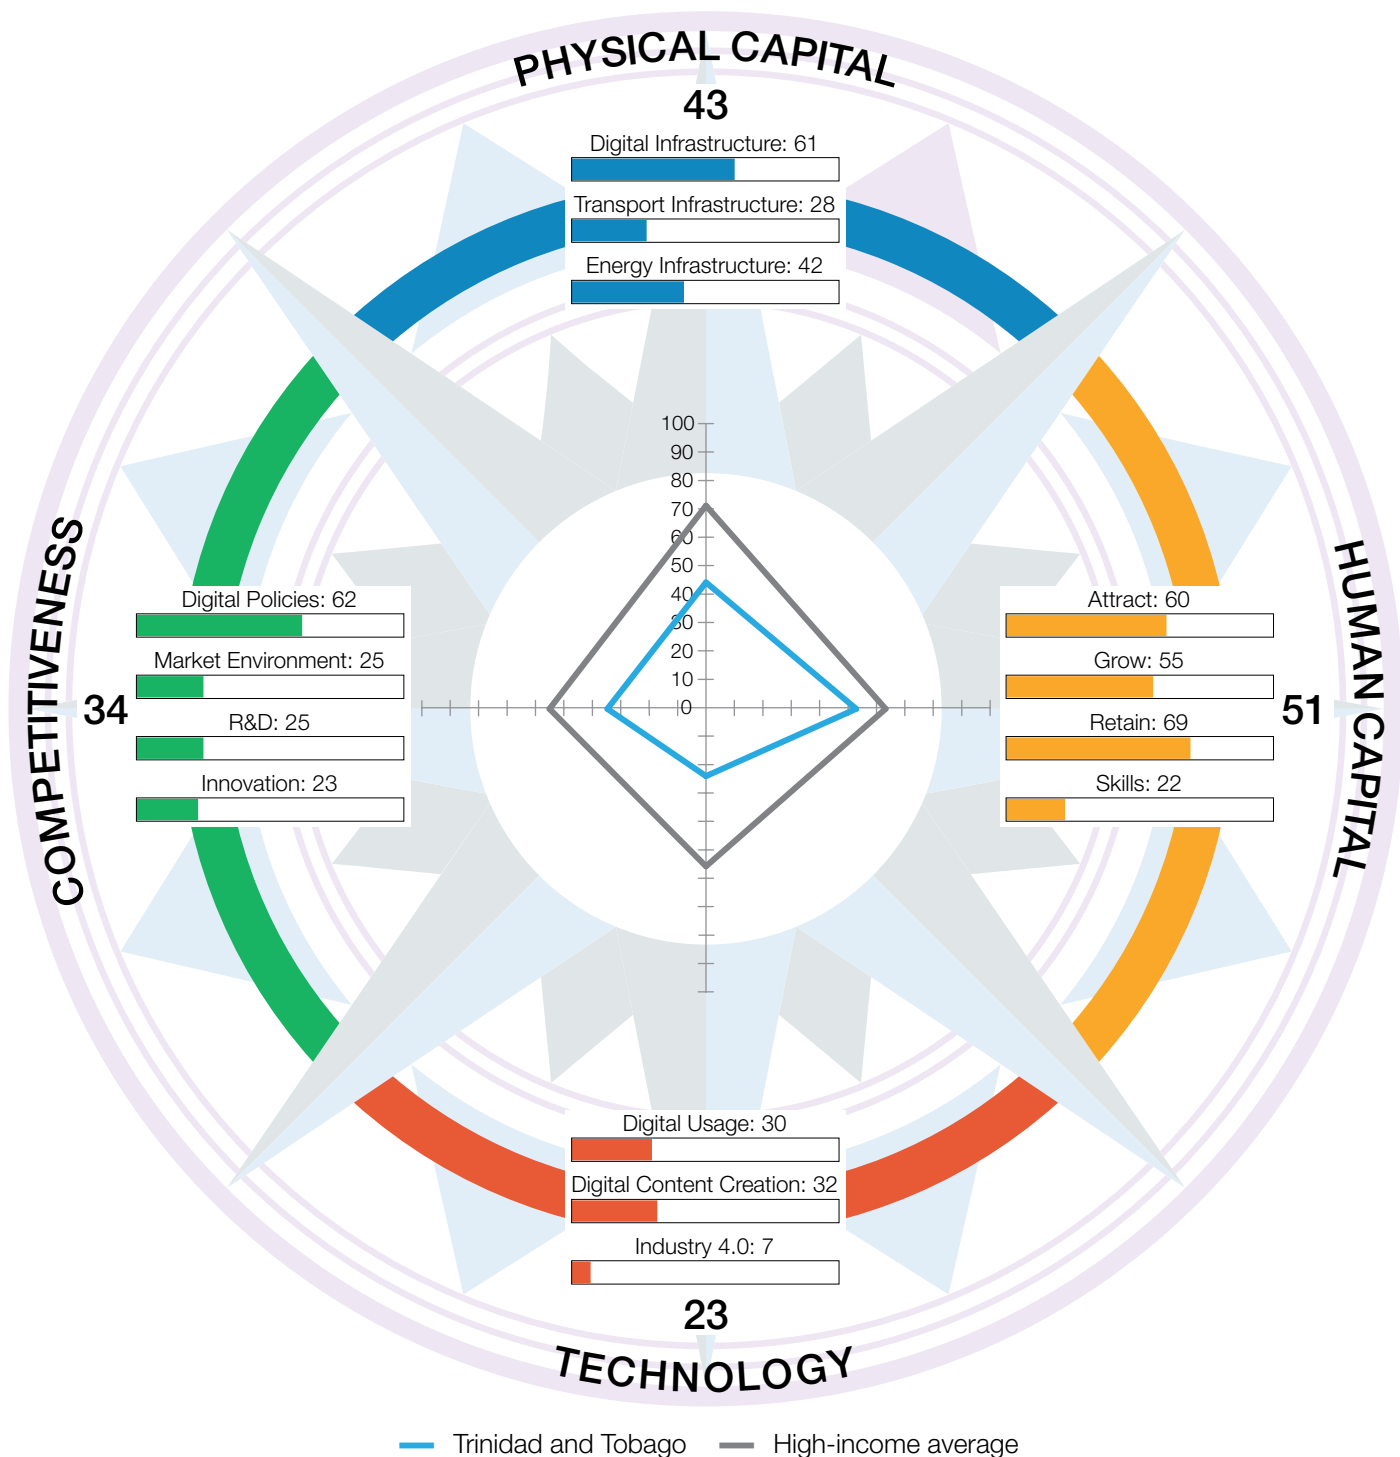 PHYSICAL CAPITAL
43
Digital Infrastructure: 61
Transport Infrastructure: 28
Energy Infrastructure: 42
100
90
80
70
60
50
40
30
20
10
0
COMPETITIVENESS
34
Digital Policies: 62
Market Environment: 25
R&D: 25
Innovation: 23
HUMAN CAPITAL
51
Attract: 60
Grow: 55
Retain: 69
Skills: 22
Digital Usage: 30
Digital Content Creation: 32
Industry 4.0: 7
23
TECHNOLOGY
Trinidad and Tobago
High-income average